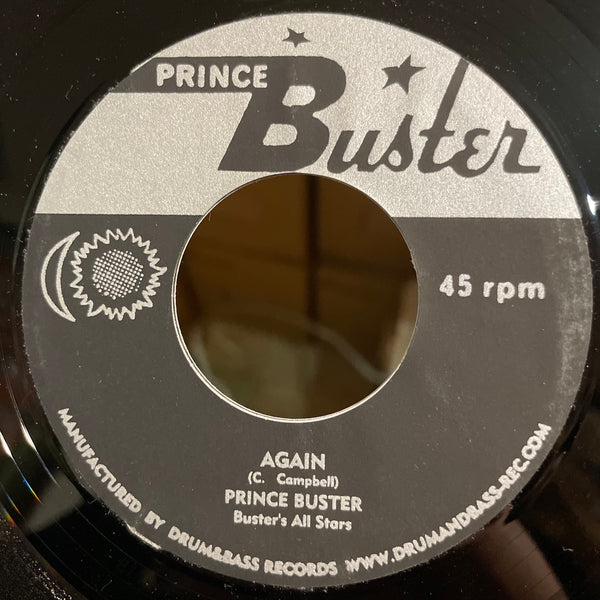 PRINCE
Buster
45 rpm
AGAIN
(C. Campbell)
PRINCE BUSTER
Buster's All Stars
MANUFACTURED BY DRUM&BASS RECORDS WWW.DRUMANDBASS-REC.COM